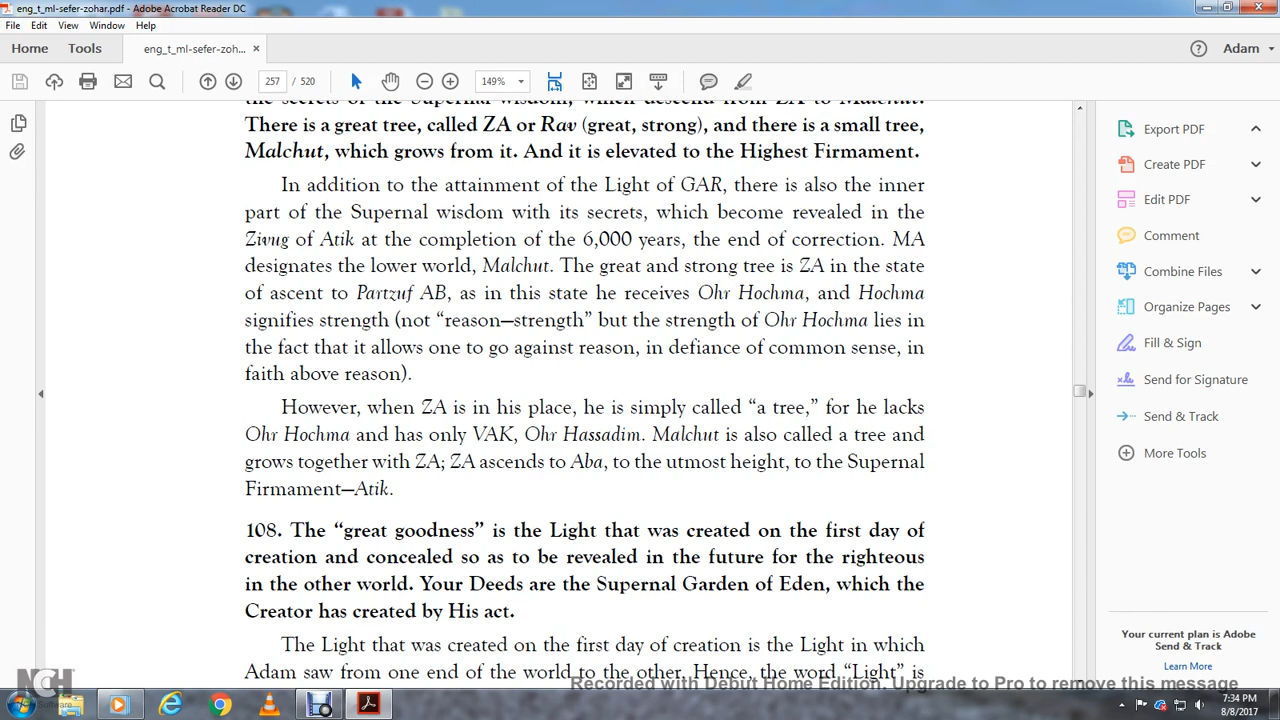 eng_t_ml-sefer-zohar.pdf - Adobe Acrobat Reader DC
File Edit View Window Help
Home Tools eng_t_ml-sefer-zoh... Adam
257 / 520 149%
There is a great tree, called ZA or Rav (great, strong), and there is a small tree,
Malchut, which grows from it. And it is elevated to the Highest Firmament.
In addition to the attainment of the Light of GAR, there is also the inner
part of the Supernal wisdom with its secrets, which become revealed in the
Zivug of Atik at the completion of the 6,000 years, the end of correction. MA
designates the lower world, Malchut. The great and strong tree is ZA in the state
of ascent to Partzuf AB, as in this state he receives Ohr Hochma, and Hochma
signifies strength (not “reason—strength” but the strength of Ohr Hochma lies in
the fact that it allows one to go against reason, in defiance of common sense, in
faith above reason).
However, when ZA is in his place, he is simply called “a tree,” for he lacks
Ohr Hochma and has only VAK, Ohr Hassadim. Malchut is also called a tree and
grows together with ZA; ZA ascends to Aba, to the utmost height, to the Supernal
Firmament—Atik.
108. The “great goodness” is the Light that was created on the first day of
creation and concealed so as to be revealed in the future for the righteous
in the other world. Your Deeds are the Supernal Garden of Eden, which the
Creator has created by His act.
The Light that was created on the first day of creation is the Light in which
Adam saw from one end of the world to the other. Hence, the word “Light” is
Export PDF
Create PDF
Edit PDF
Comment
Combine Files
Organize Pages
Fill & Sign
Send for Signature
Send & Track
More Tools
Your current plan is Adobe
Send & Track
Learn More
NCH
Software
Recorded with Debut Home Edition. Upgrade to Pro to remove this message
7:34 PM
8/8/2017